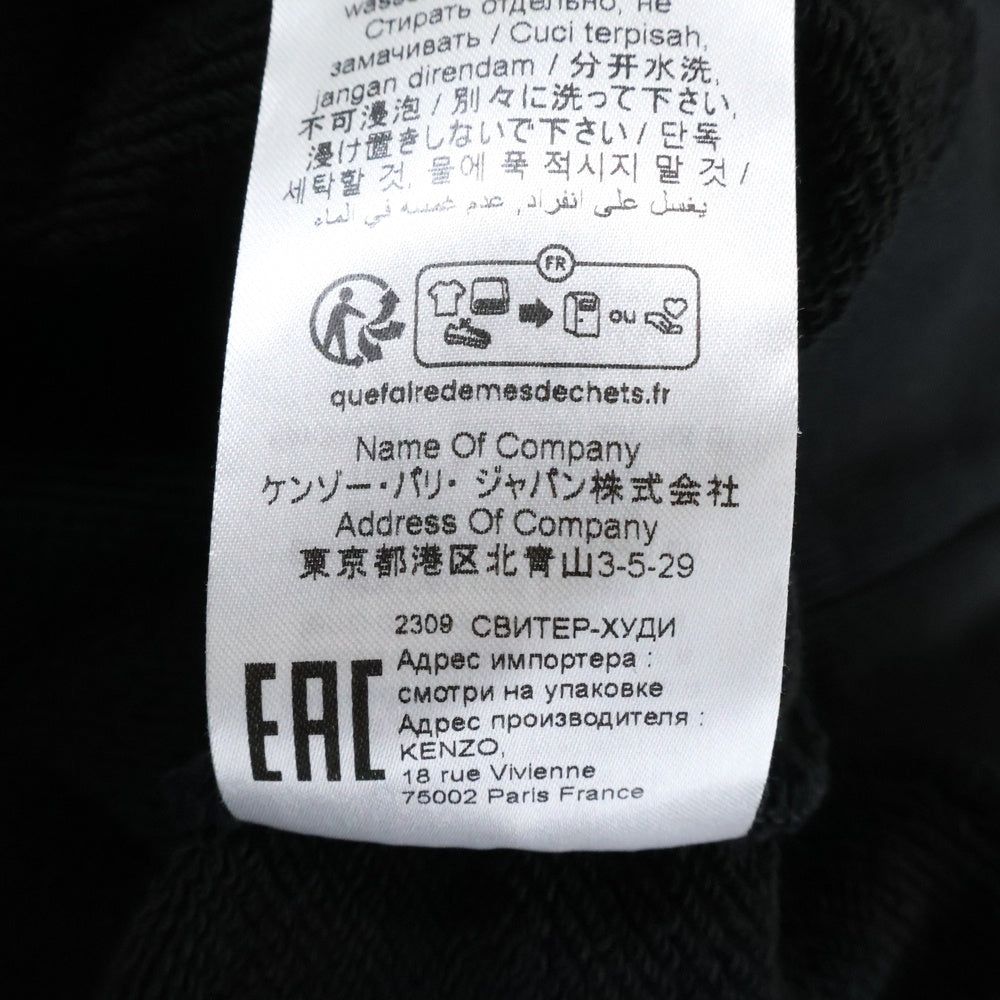 Стирать отдельно, не
замачивать / Cuci terpisah,
jangan direndam / 分开水洗,
不可浸泡 / 別々に洗って下さい,
浸け置きしないで下さい / 단독
세탁할 것, 물에 폭 적시지 말 것 /
يغسل على انفراد, عدم غمسه في الماء
FR
ou
quefairedemesdechets.fr
Name Of Company
ケンゾー・パリ・ジャパン株式会社
Address Of Company
東京都港区北青山3-5-29
2309 СВИТЕР-ХУДИ
EAC
Адрес импортера :
смотри на упаковке
Адрес производителя :
KENZO,
18 rue Vivienne
75002 Paris France